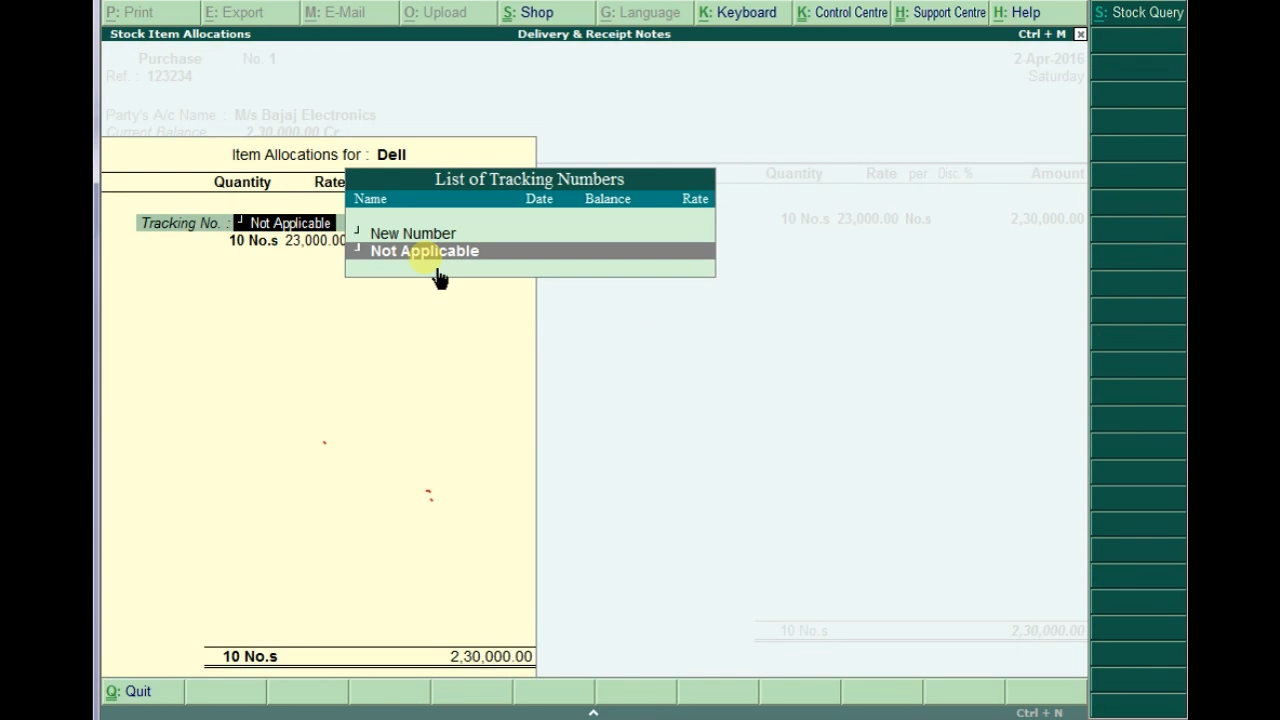 P: Print E: Export M: E-Mail O: Upload S: Shop G: Language K: Keyboard K: Control Centre H: Support Centre H: Help S: Stock Query
Stock Item Allocations Delivery & Receipt Notes Ctrl + M x
Purchase No. 1 2-Apr-2016
Ref. : 123234 Saturday
Party's A/c Name : M/s Bajaj Electronics
Current Balance 2,30,000.00 Cr
Item Allocations for : Dell
Quantity Rate per Disc. % Amount
Quantity Rate
List of Tracking Numbers
Name Date Balance Rate
10 No.s 23,000.00 No.s 2,30,000.00
Tracking No. : ┘ Not Applicable
10 No.s 23,000.00
┘ New Number
┘ Not Applicable
10 No.s 2,30,000.00
10 No.s 2,30,000.00
Q: Quit
Ctrl + N